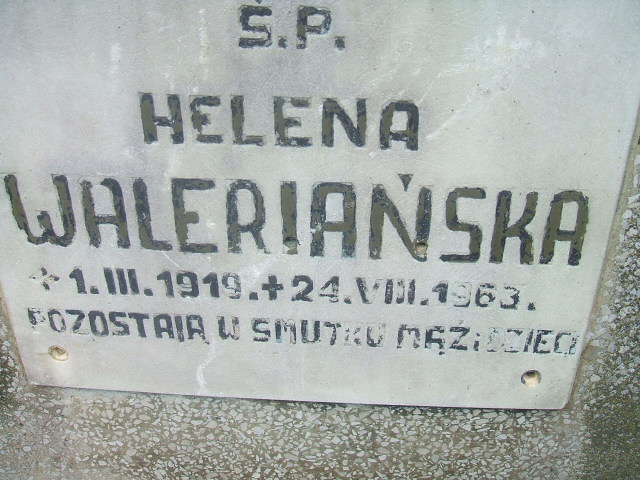 Ś.P.
HELENA
WALERIAŃSKA
* 1.III.1919.+24.VIII.1963.
POZOSTAJĄ W SMUTKU MĄŻ i DZIECI